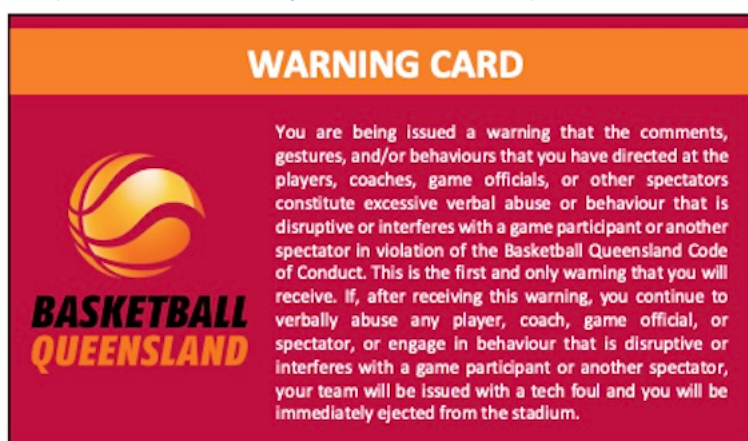 WARNING CARD
You are being issued a warning that the comments,
gestures, and/or behaviours that you have directed at the
players, coaches, game officials, or other spectators
constitute excessive verbal abuse or behaviour that is
disruptive or interferes with a game participant or another
spectator in violation of the Basketball Queensland Code
of Conduct. This is the first and only warning that you will
receive. If, after receiving this warning, you continue to
verbally abuse any player, coach, game official, or
spectator, or engage in behaviour that is disruptive or
interferes with a game participant or another spectator,
your team will be issued with a tech foul and you will be
immediately ejected from the stadium.
BASKETBALL
QUEENSLAND